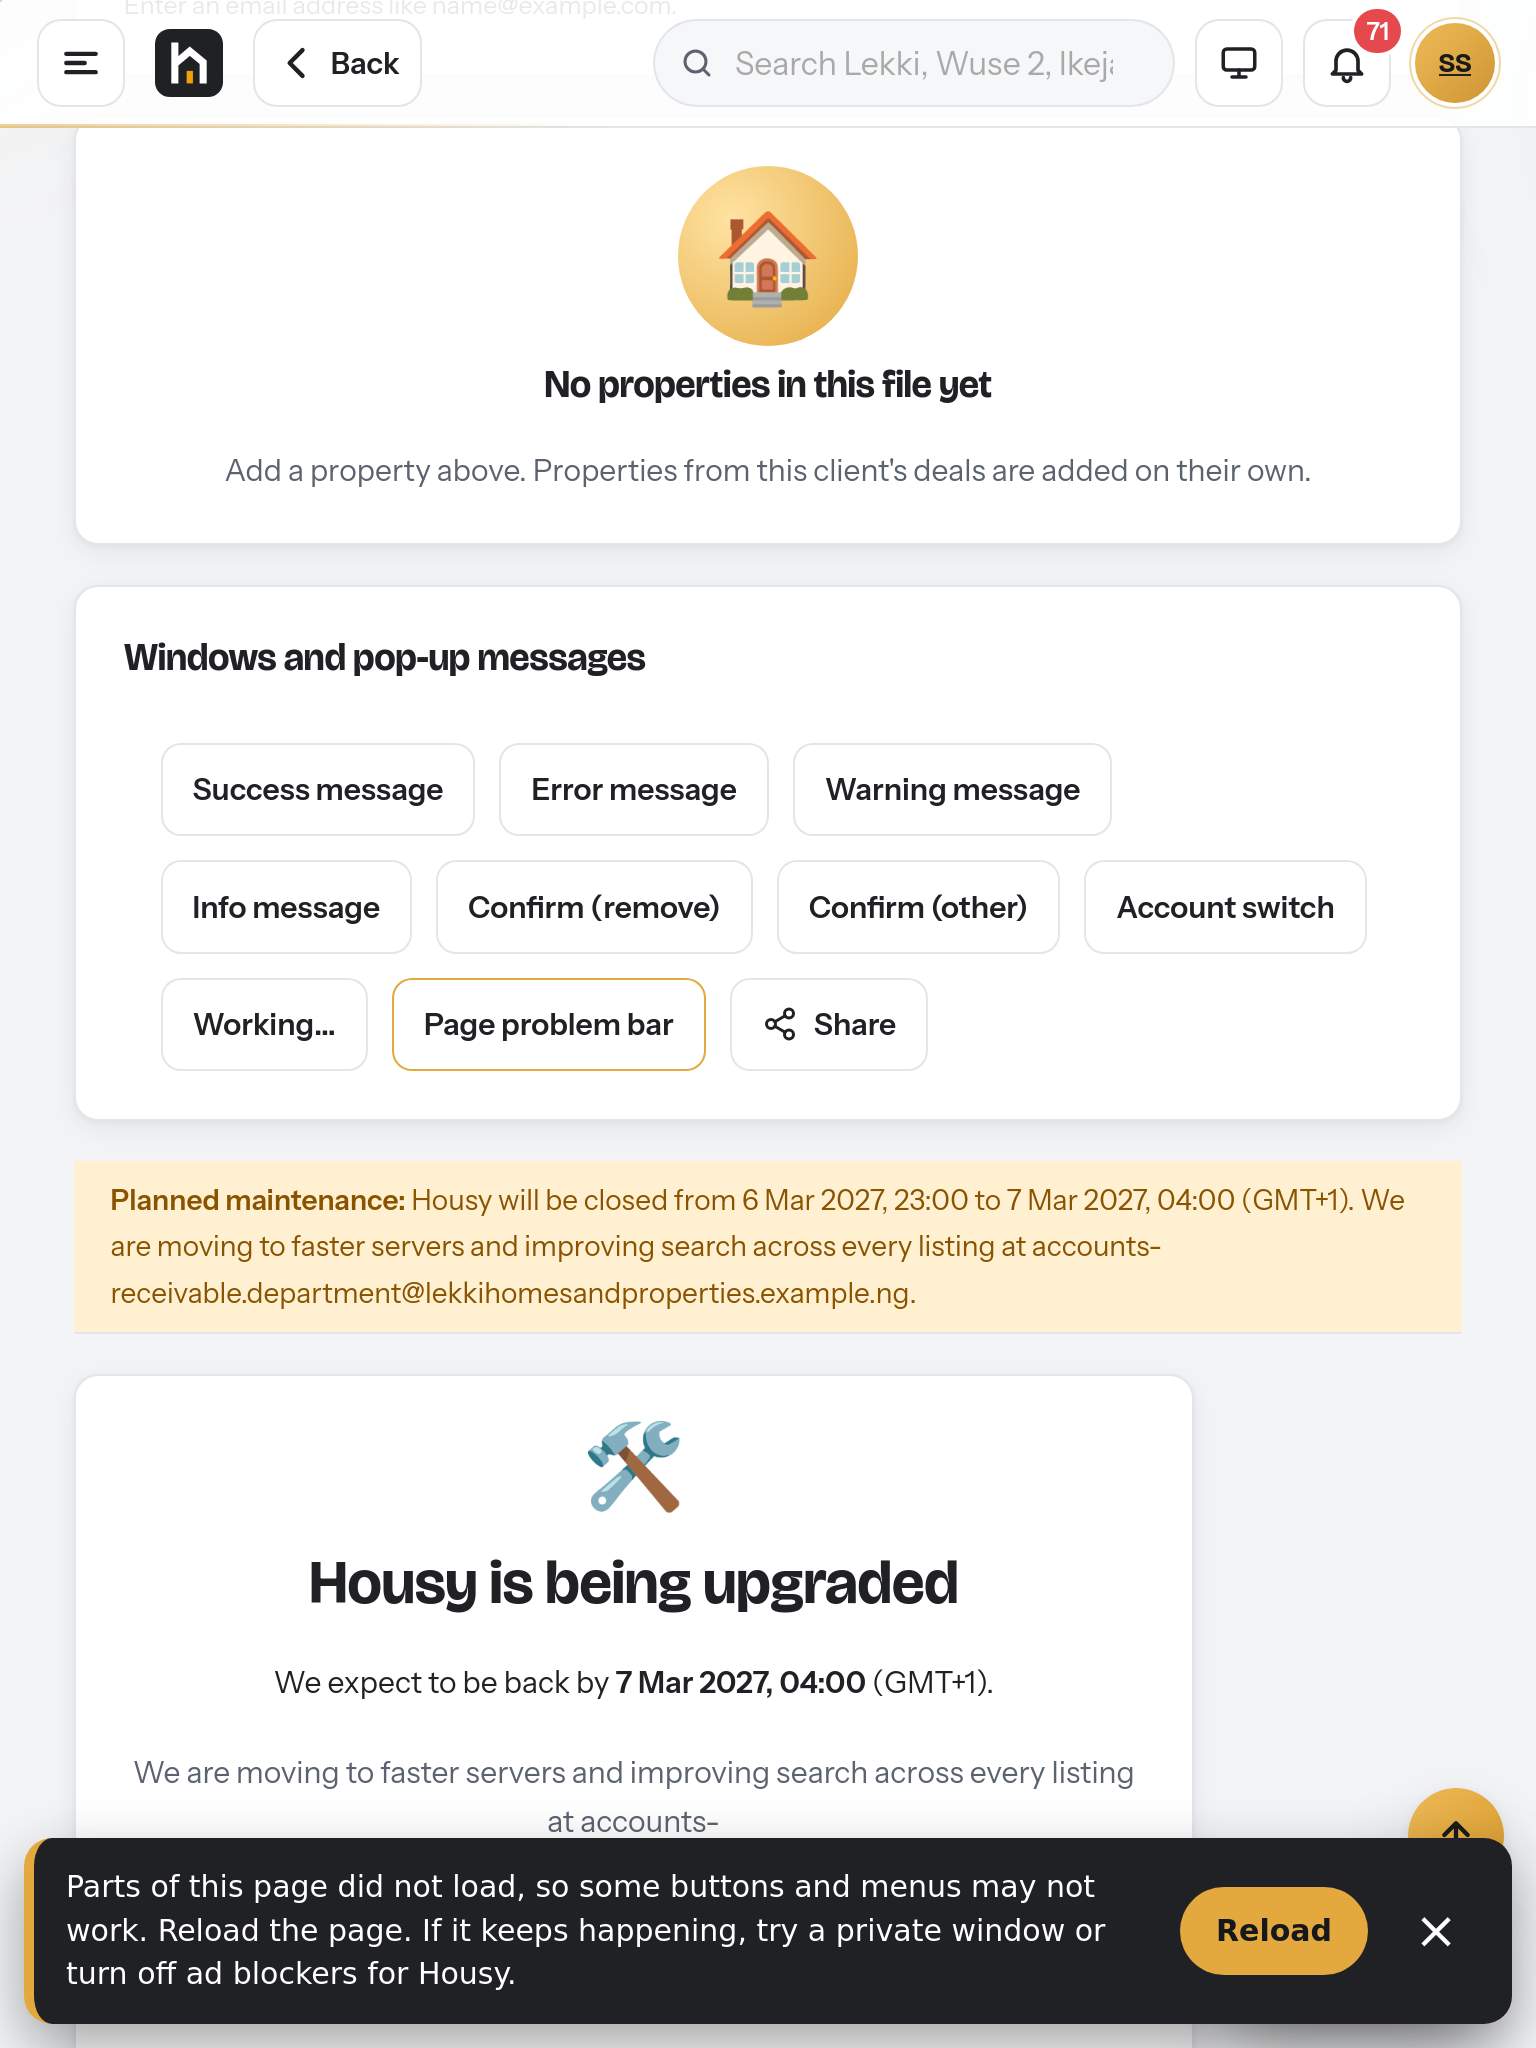 Enter an email address like name@example.com.
Back
Search Lekki, Wuse 2, Ikeja
71
SS
No properties in this file yet
Add a property above. Properties from this client's deals are added on their own.
Windows and pop-up messages
Success message
Error message
Warning message
Info message
Confirm (remove)
Confirm (other)
Account switch
Working...
Page problem bar
Share
Planned maintenance: Housy will be closed from 6 Mar 2027, 23:00 to 7 Mar 2027, 04:00 (GMT+1). We
are moving to faster servers and improving search across every listing at accounts-
receivable.department@lekkihomesandproperties.example.ng.
Housy is being upgraded
We expect to be back by 7 Mar 2027, 04:00 (GMT+1).
We are moving to faster servers and improving search across every listing
at accounts-
Parts of this page did not load, so some buttons and menus may not
work. Reload the page. If it keeps happening, try a private window or
turn off ad blockers for Housy.
Reload